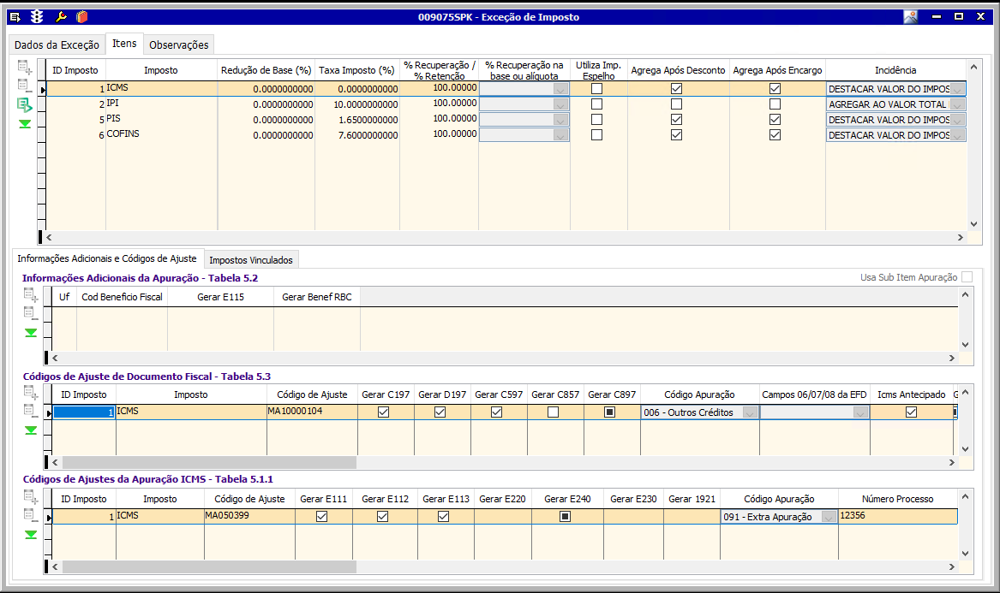 009075SPK - Exceção de Imposto
Dados da Exceção Itens Observações
ID Imposto Imposto Redução de Base (%) Taxa Imposto (%) % Recuperação / % Retenção % Recuperação na base ou alíquota Utiliza Imp. Espelho Agrega Após Desconto Agrega Após Encargo Incidência
1 ICMS 0.0000000000 0.0000000000 100.00000 DESTACAR VALOR DO IMPOS
2 IPI 0.0000000000 10.0000000000 100.00000 AGREGAR AO VALOR TOTAL
5 PIS 0.0000000000 1.6500000000 100.00000 DESTACAR VALOR DO IMPOS
6 COFINS 0.0000000000 7.6000000000 100.00000 DESTACAR VALOR DO IMPOS
Informações Adicionais e Códigos de Ajuste Impostos Vinculados
Informações Adicionais da Apuração - Tabela 5.2 Usa Sub Item Apuração
Uf Cod Beneficio Fiscal Gerar E115 Gerar Benef RBC
Códigos de Ajuste de Documento Fiscal - Tabela 5.3
ID Imposto Imposto Código de Ajuste Gerar C197 Gerar D197 Gerar C597 Gerar C857 Gerar C897 Código Apuração Campos 06/07/08 da EFD Icms Antecipado G
1 ICMS MA10000104 006 - Outros Créditos
Códigos de Ajustes da Apuração ICMS - Tabela 5.1.1
ID Imposto Imposto Código de Ajuste Gerar E111 Gerar E112 Gerar E113 Gerar E220 Gerar E240 Gerar E230 Gerar 1921 Código Apuração Número Processo
1 ICMS MA050399 091 - Extra Apuração 12356